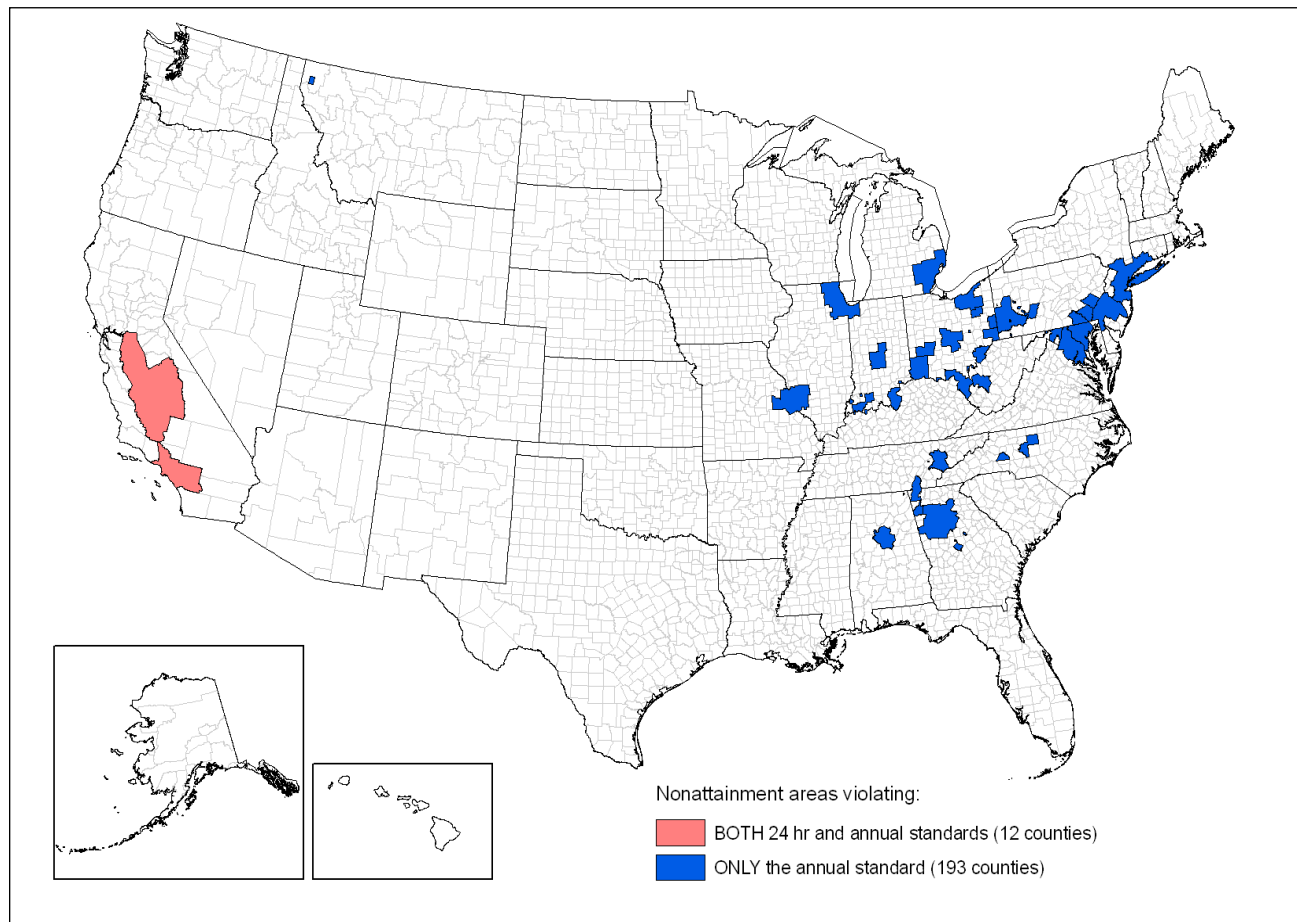 Nonattainment areas violating:
BOTH 24 hr and annual standards (12 counties)
ONLY the annual standard (193 counties)